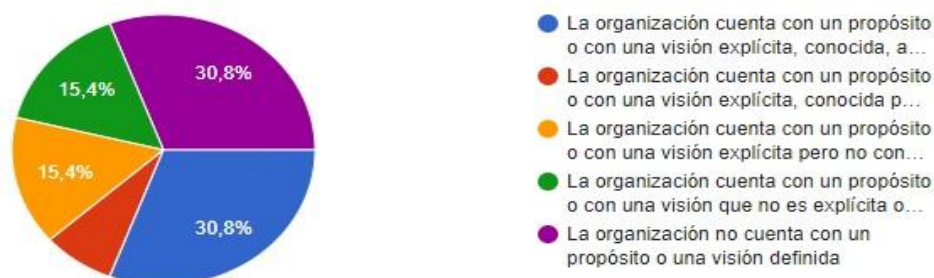 30,8%
15,4%
15,4%
30,8%
La organización cuenta con un propósito
o con una visión explícita, conocida, a…
La organización cuenta con un propósito
o con una visión explícita, conocida p…
La organización cuenta con un propósito
o con una visión explícita pero no con…
La organización cuenta con un propósito
o con una visión que no es explícita o…
La organización no cuenta con un
propósito o una visión definida